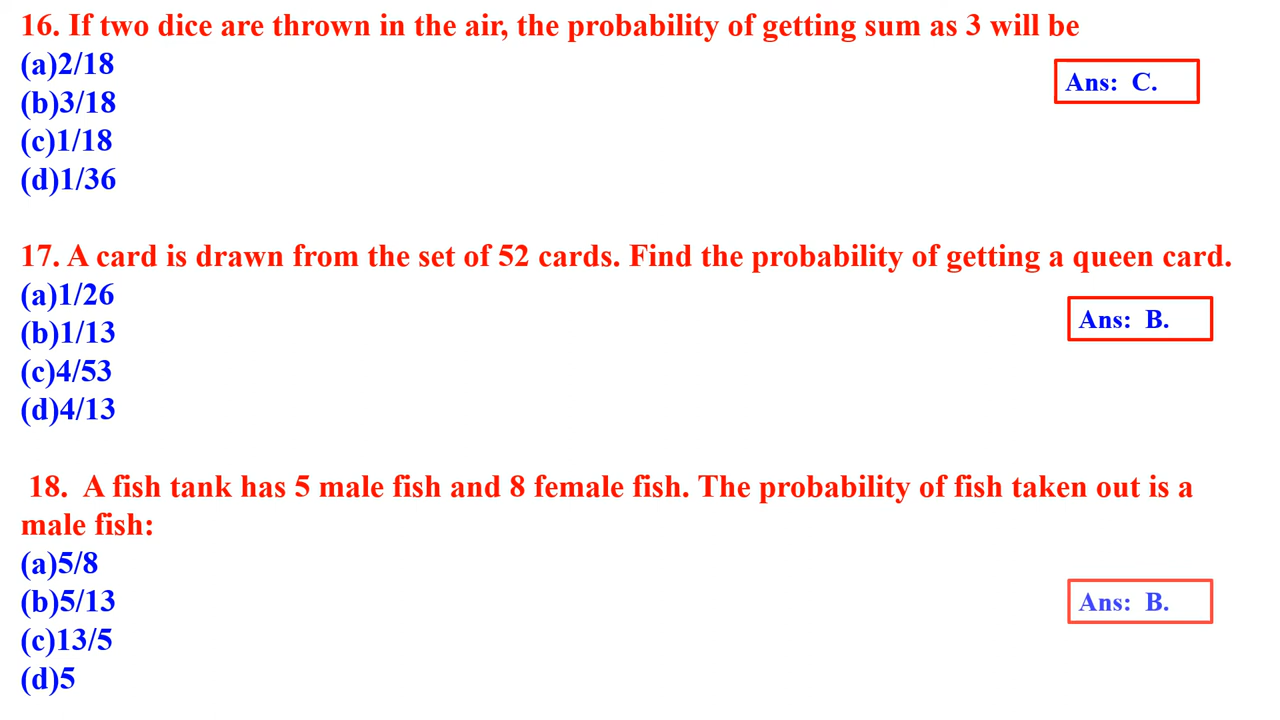 16. If two dice are thrown in the air, the probability of getting sum as 3 will be
(a)2/18
Ans: C.
(b)3/18
(c)1/18
(d)1/36
17. A card is drawn from the set of 52 cards. Find the probability of getting a queen card.
(a)1/26
Ans: B.
(b)1/13
(c)4/53
(d)4/13
18. A fish tank has 5 male fish and 8 female fish. The probability of fish taken out is a
male fish:
(a)5/8
(b)5/13
Ans: B.
(c)13/5
(d)5